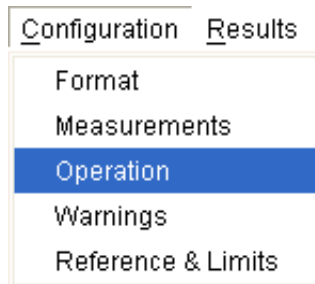 Configuration Results
Format
Measurements
Operation
Warnings
Reference & Limits